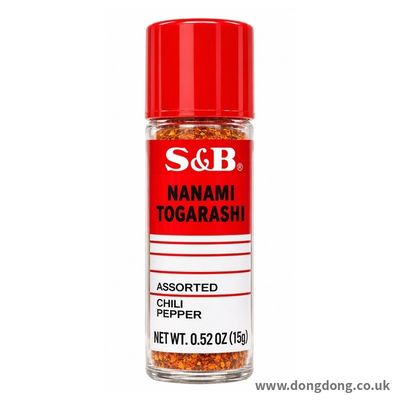 S&B®
NANAMI
TOGARASHI
ASSORTED
CHILI
PEPPER
NET WT. 0.52 OZ (15g)
www.dongdong.co.uk